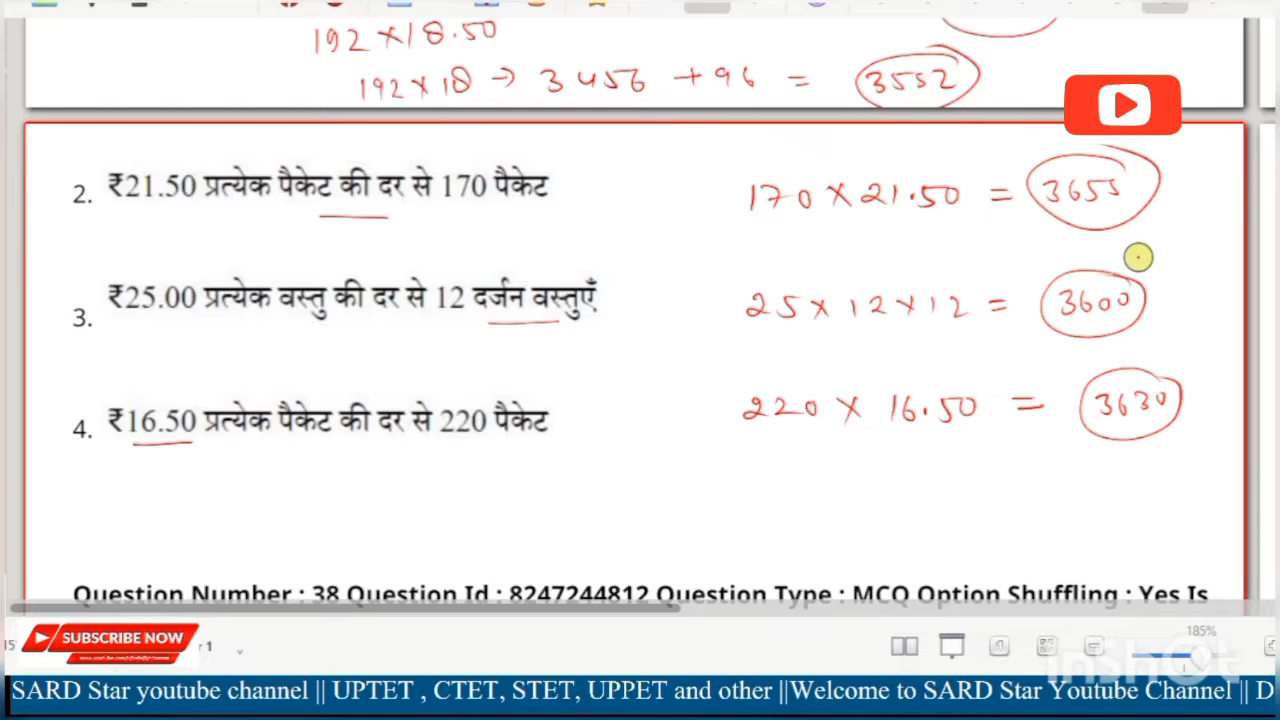 192 × 18.50
192 × 18 → 3456 + 96 = 3552
2. ₹21.50 प्रत्येक पैकेट की दर से 170 पैकेट
170 × 21.50 = 3655
3. ₹25.00 प्रत्येक वस्तु की दर से 12 दर्जन वस्तुएँ
25 × 12 × 12 = 3600
4. ₹16.50 प्रत्येक पैकेट की दर से 220 पैकेट
220 × 16.50 = 3630
Question Number : 38 Question Id : 8247244812 Question Type : MCQ Option Shuffling : Yes Is
185%
SUBSCRIBE NOW
InShOt
SARD Star youtube channel || UPTET , CTET, STET, UPPET and other ||Welcome to SARD Star Youtube Channel || D